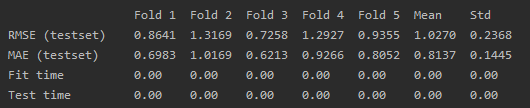 Fold 1 Fold 2 Fold 3 Fold 4 Fold 5 Mean Std
RMSE (testset) 0.8641 1.3169 0.7258 1.2927 0.9355 1.0270 0.2368
MAE (testset) 0.6983 1.0169 0.6213 0.9266 0.8052 0.8137 0.1445
Fit time 0.00 0.00 0.00 0.00 0.00 0.00 0.00
Test time 0.00 0.00 0.00 0.00 0.00 0.00 0.00